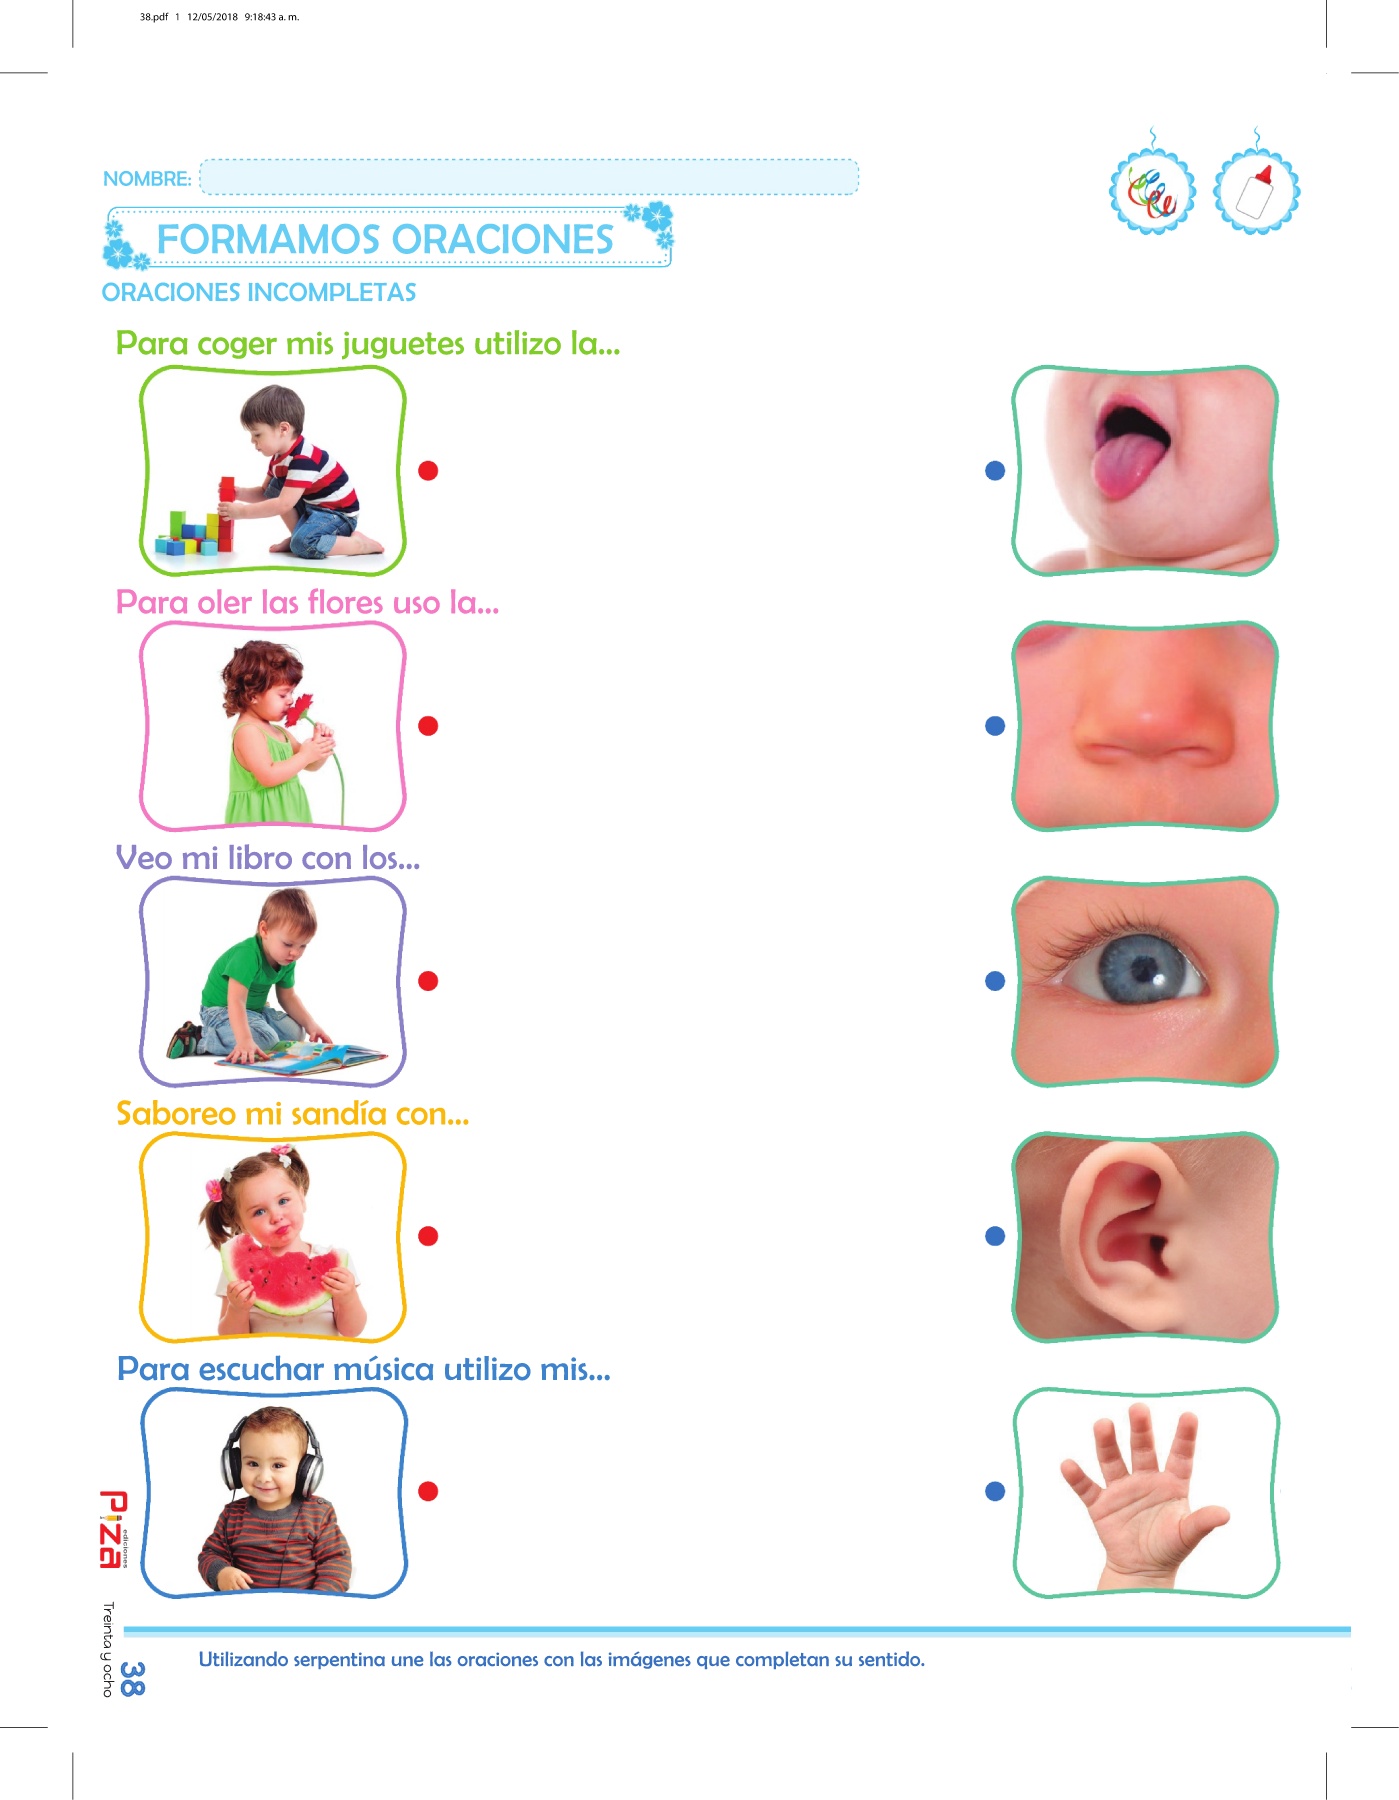 38.pdf 1 12/05/2018 9:18:43 a. m.
NOMBRE:
FORMAMOS ORACIONES
ORACIONES INCOMPLETAS
Para coger mis juguetes utilizo la...
Para oler las flores uso la...
Veo mi libro con los...
Saboreo mi sandía con...
Para escuchar música utilizo mis...
Piza
ediciones
Treinta y ocho
38
Utilizando serpentina une las oraciones con las imágenes que completan su sentido.